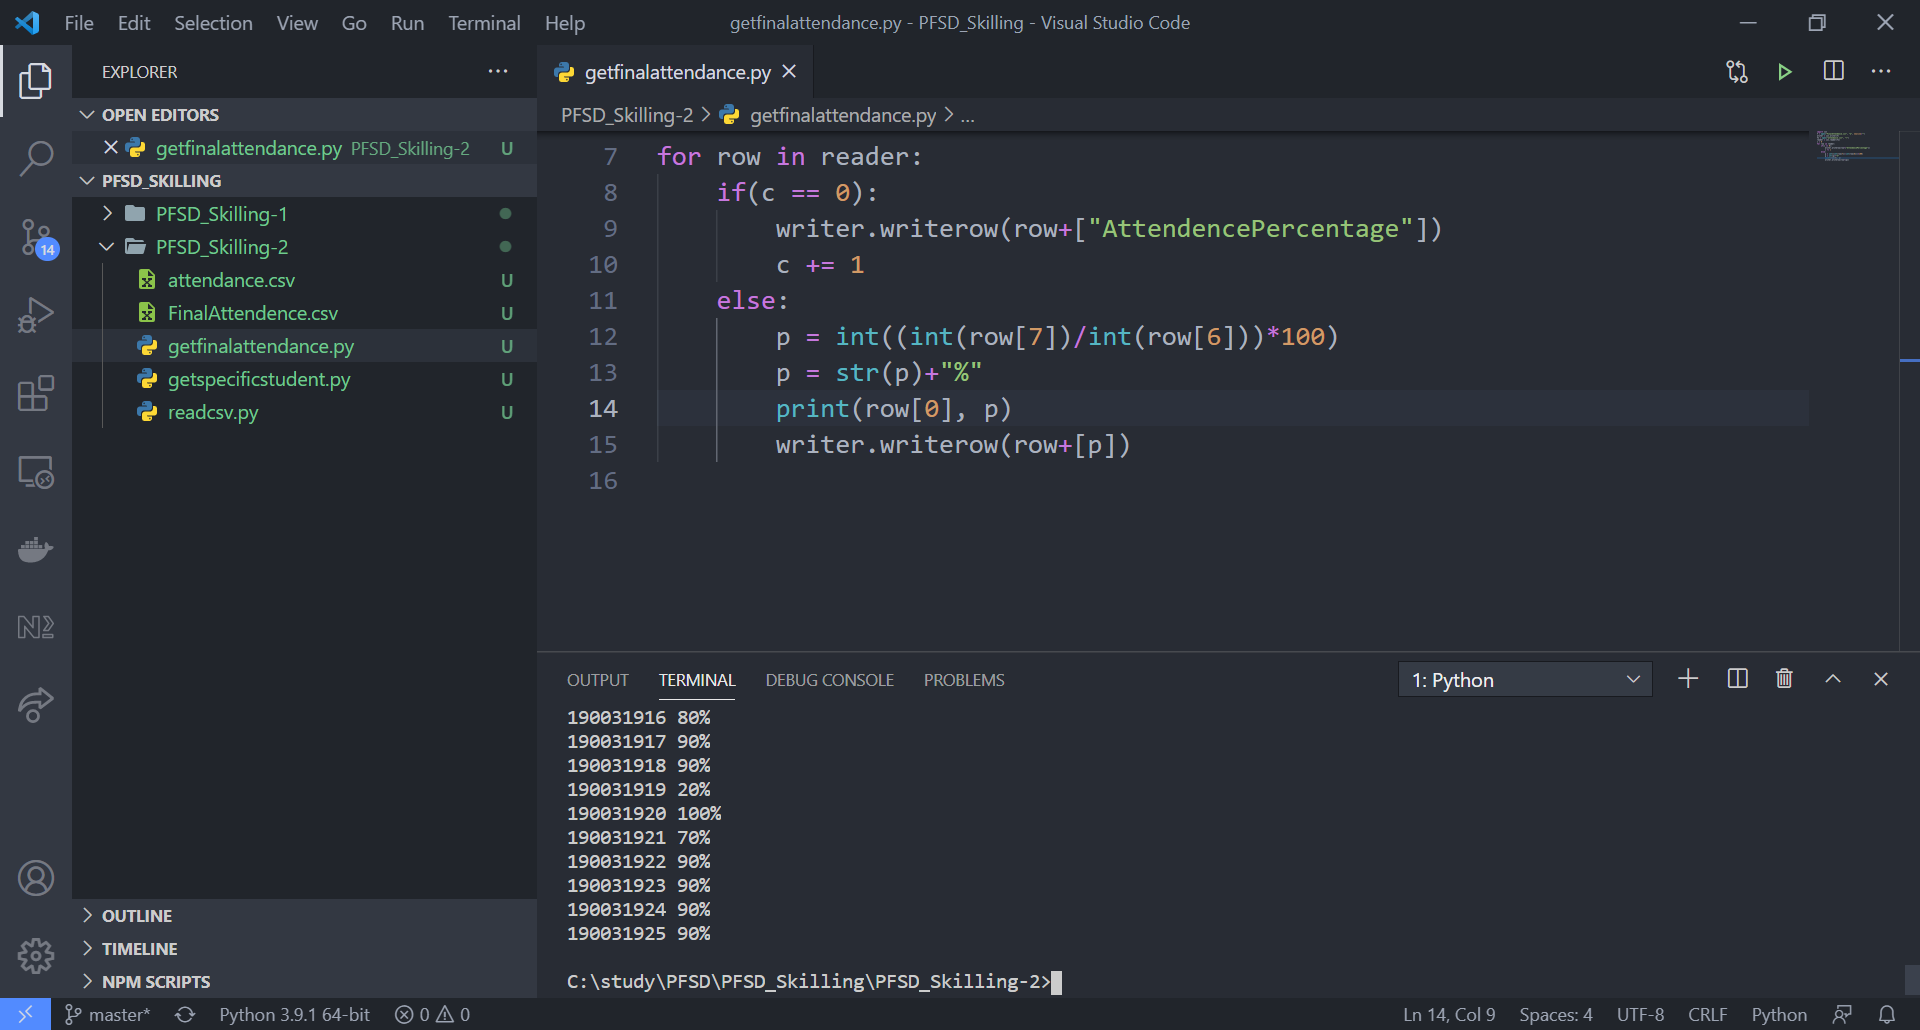 File Edit Selection View Go Run Terminal Help
getfinalattendance.py - PFSD_Skilling - Visual Studio Code
EXPLORER
OPEN EDITORS
getfinalattendance.py PFSD_Skilling-2 U
PFSD_SKILLING
PFSD_Skilling-1
PFSD_Skilling-2
attendance.csv U
FinalAttendence.csv U
getfinalattendance.py U
getspecificstudent.py U
readcsv.py U
14
OUTLINE
TIMELINE
NPM SCRIPTS
getfinalattendance.py
PFSD_Skilling-2 > getfinalattendance.py > ...
7 for row in reader:
8 if(c == 0):
9 writer.writerow(row+["AttendencePercentage"])
10 c += 1
11 else:
12 p = int((int(row[7])/int(row[6]))*100)
13 p = str(p)+"%"
14 print(row[0], p)
15 writer.writerow(row+[p])
16
OUTPUT TERMINAL DEBUG CONSOLE PROBLEMS
1: Python
190031916 80%
190031917 90%
190031918 90%
190031919 20%
190031920 100%
190031921 70%
190031922 90%
190031923 90%
190031924 90%
190031925 90%
C:\study\PFSD\PFSD_Skilling\PFSD_Skilling-2>
master* Python 3.9.1 64-bit 0 0
Ln 14, Col 9 Spaces: 4 UTF-8 CRLF Python